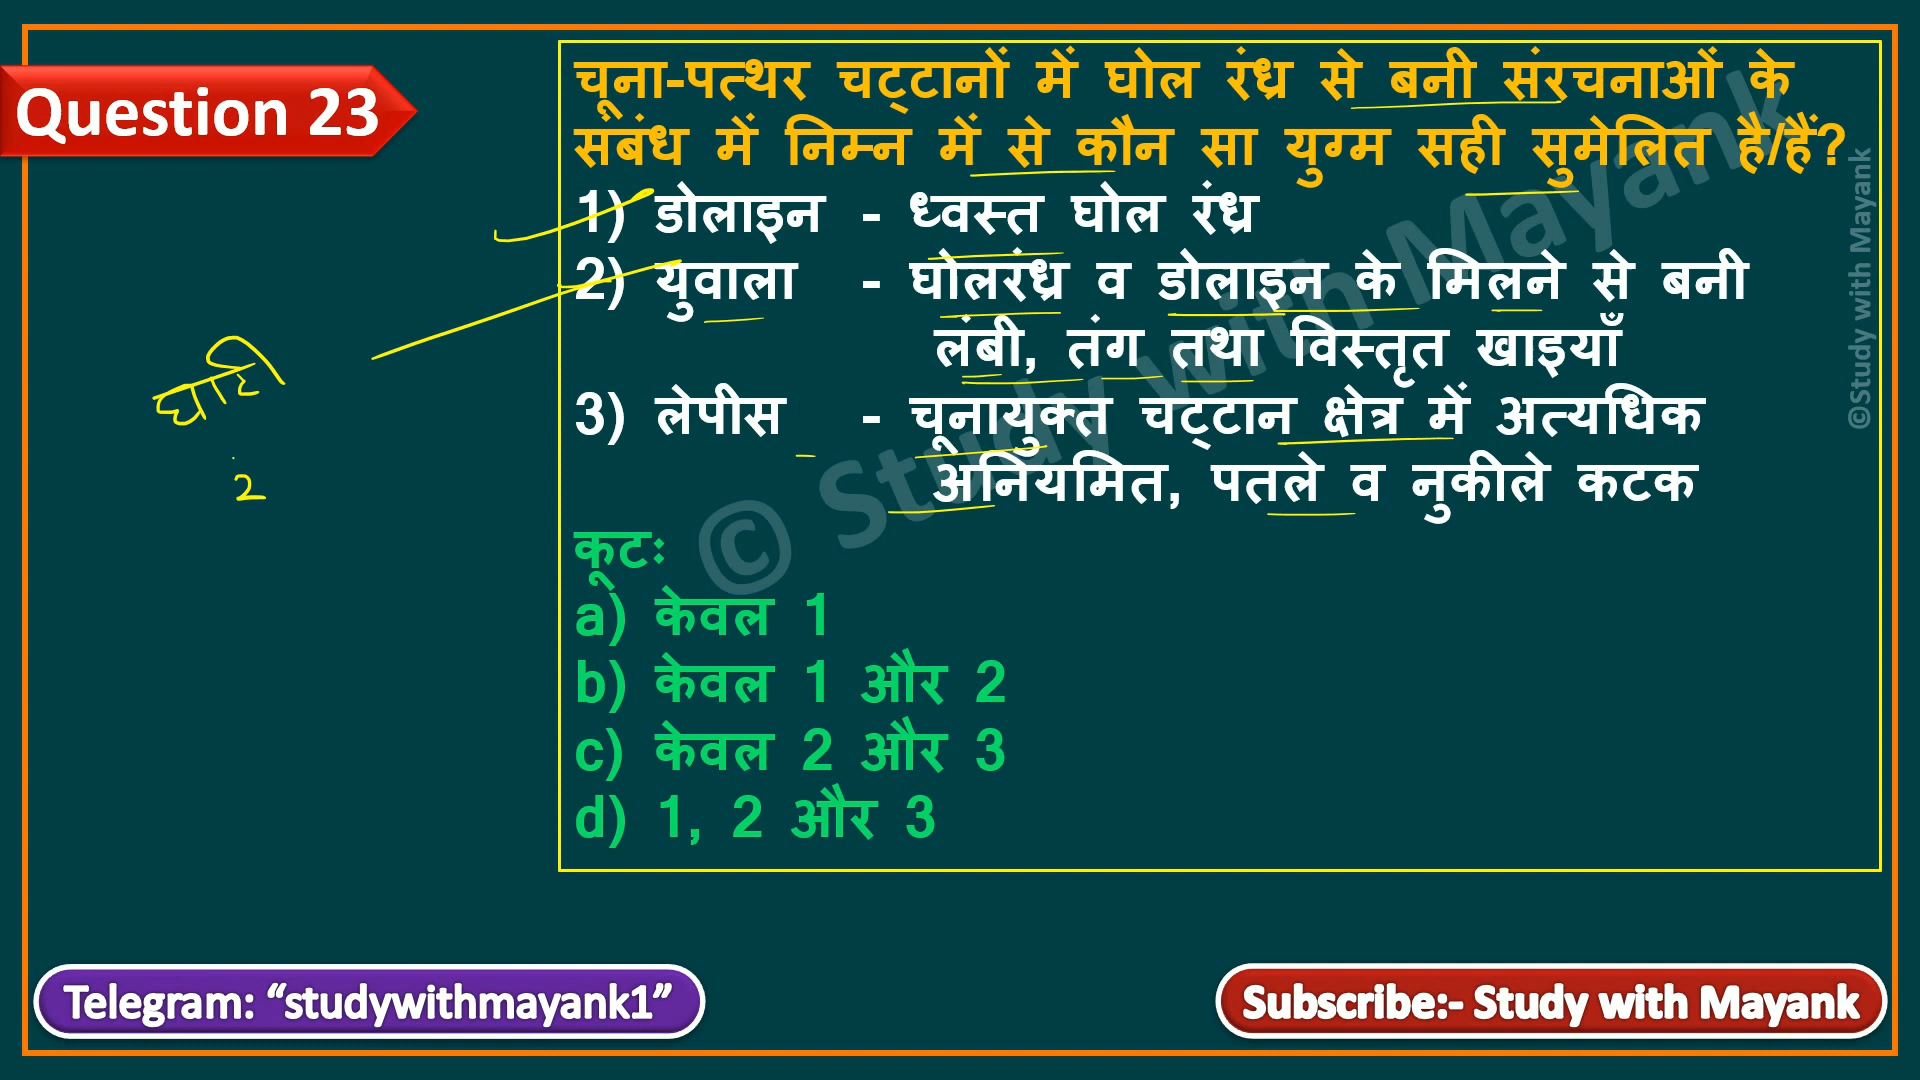 Question 23
चूना-पत्थर चट्टानों में घोल रंध्र से बनी संरचनाओं के
संबंध में निम्न में से कौन सा युग्म सही सुमेलित है/हैं?
1) डोलाइन - ध्वस्त घोल रंध्र
2) युवाला - घोलरंध्र व डोलाइन के मिलने से बनी
लंबी, तंग तथा विस्तृत खाइयाँ
3) लेपीस - चूनायुक्त चट्टान क्षेत्र में अत्यधिक
अनियमित, पतले व नुकीले कटक
कूटः
a) केवल 1
b) केवल 1 और 2
c) केवल 2 और 3
d) 1, 2 और 3
2
© Study with Mayank
©Study with Mayank
Telegram: “studywithmayank1”
Subscribe:- Study with Mayank